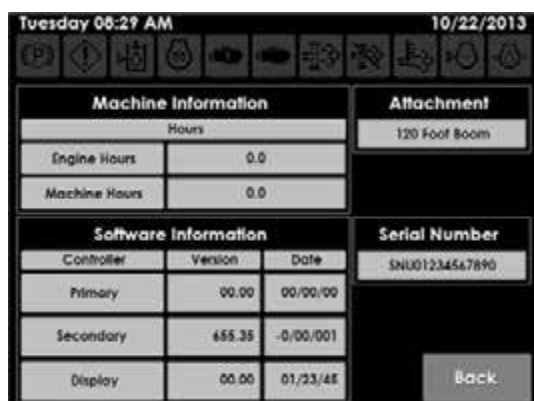 Tuesday 08:29 AM 10/22/2013
Machine Information
Hours
Engine Hours 0.0
Machine Hours 0.0
Attachment
120 Foot Boom
Software Information
Controller Version Date
Primary 00.00 00/00/00
Secondary 655.35 -0/00/001
Display 00.00 01/23/45
Serial Number
SNU01234567890
Back